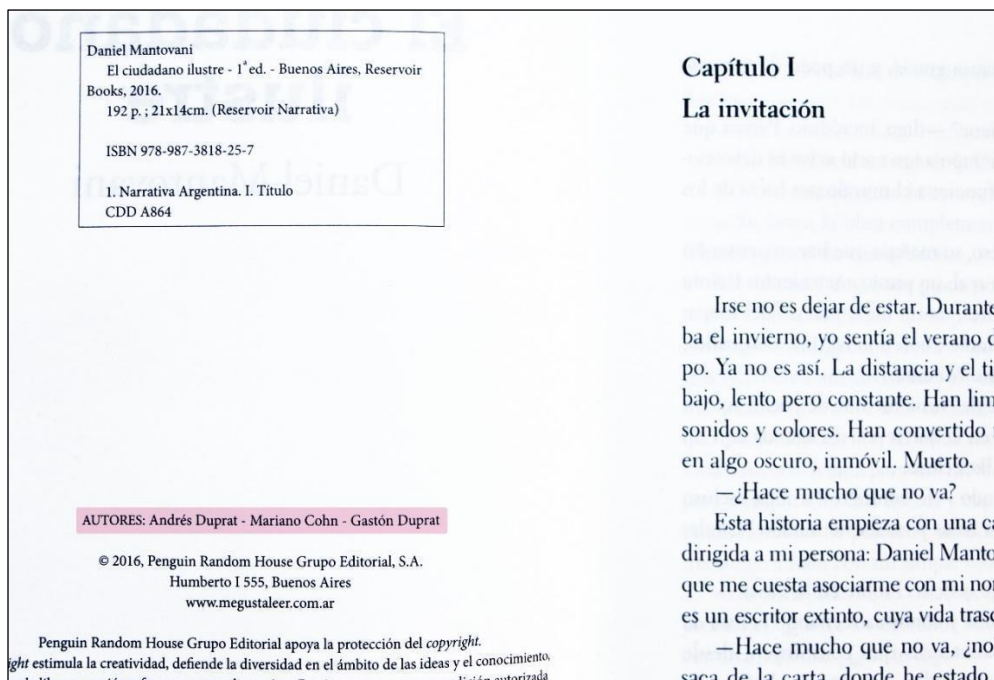 Daniel Mantovani
El ciudadano ilustre - 1ª ed. - Buenos Aires, Reservoir
Books, 2016.
192 p. ; 21x14cm. (Reservoir Narrativa)
ISBN 978-987-3818-25-7
1. Narrativa Argentina. I. Título
CDD A864
AUTORES: Andrés Duprat - Mariano Cohn - Gastón Duprat
© 2016, Penguin Random House Grupo Editorial, S.A.
Humberto I 555, Buenos Aires
www.megustaleer.com.ar
Penguin Random House Grupo Editorial apoya la protección del copyright.
ight estimula la creatividad, defiende la diversidad en el ámbito de las ideas y el conocimiento,
Capítulo I
La invitación
Irse no es dejar de estar. Durante
ba el invierno, yo sentía el verano
po. Ya no es así. La distancia y el ti
bajo, lento pero constante. Han lim
sonidos y colores. Han convertido
en algo oscuro, inmóvil. Muerto.
—¿Hace mucho que no va?
Esta historia empieza con una ca
dirigida a mi persona: Daniel Manto
que me cuesta asociarme con mi nom
es un escritor extinto, cuya vida trasc
—Hace mucho que no va, ¿no
saca de la carta, donde he estado